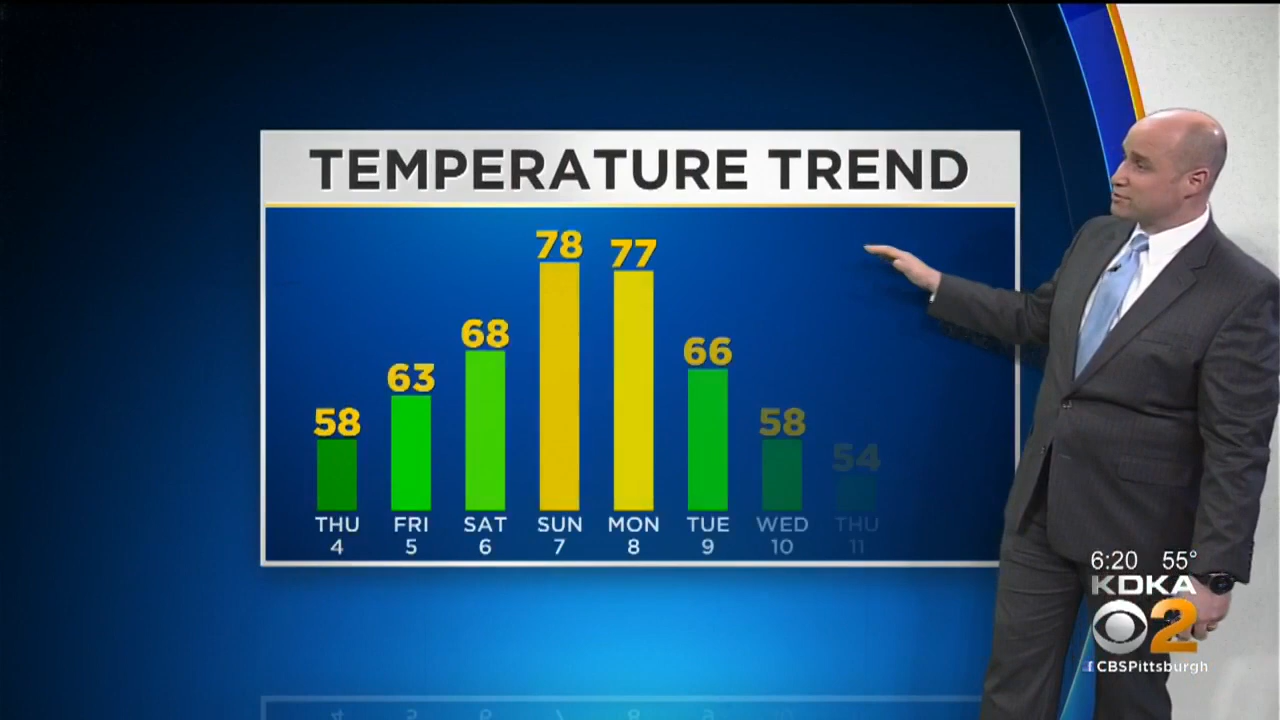 TEMPERATURE TREND
78 77
68
66
63
58 58
54
THU FRI SAT SUN MON TUE WED THU
4 5 6 7 8 9 10 11
6:20 55°
KDKA
2
f CBSPittsburgh